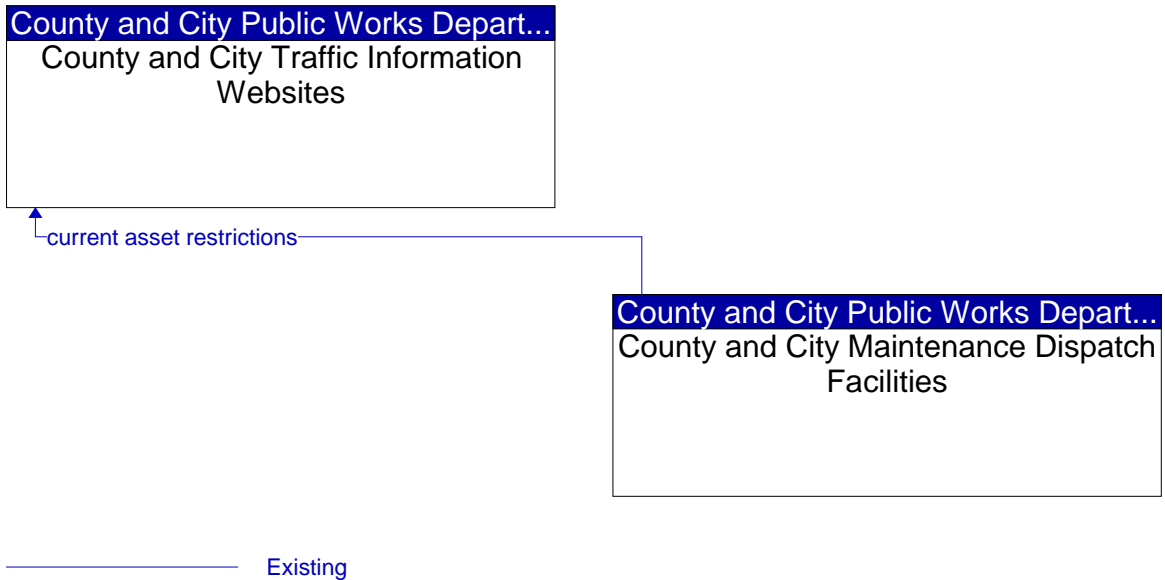 County and City Public Works Depart...
County and City Traffic Information
Websites
current asset restrictions
County and City Public Works Depart...
County and City Maintenance Dispatch
Facilities
Existing